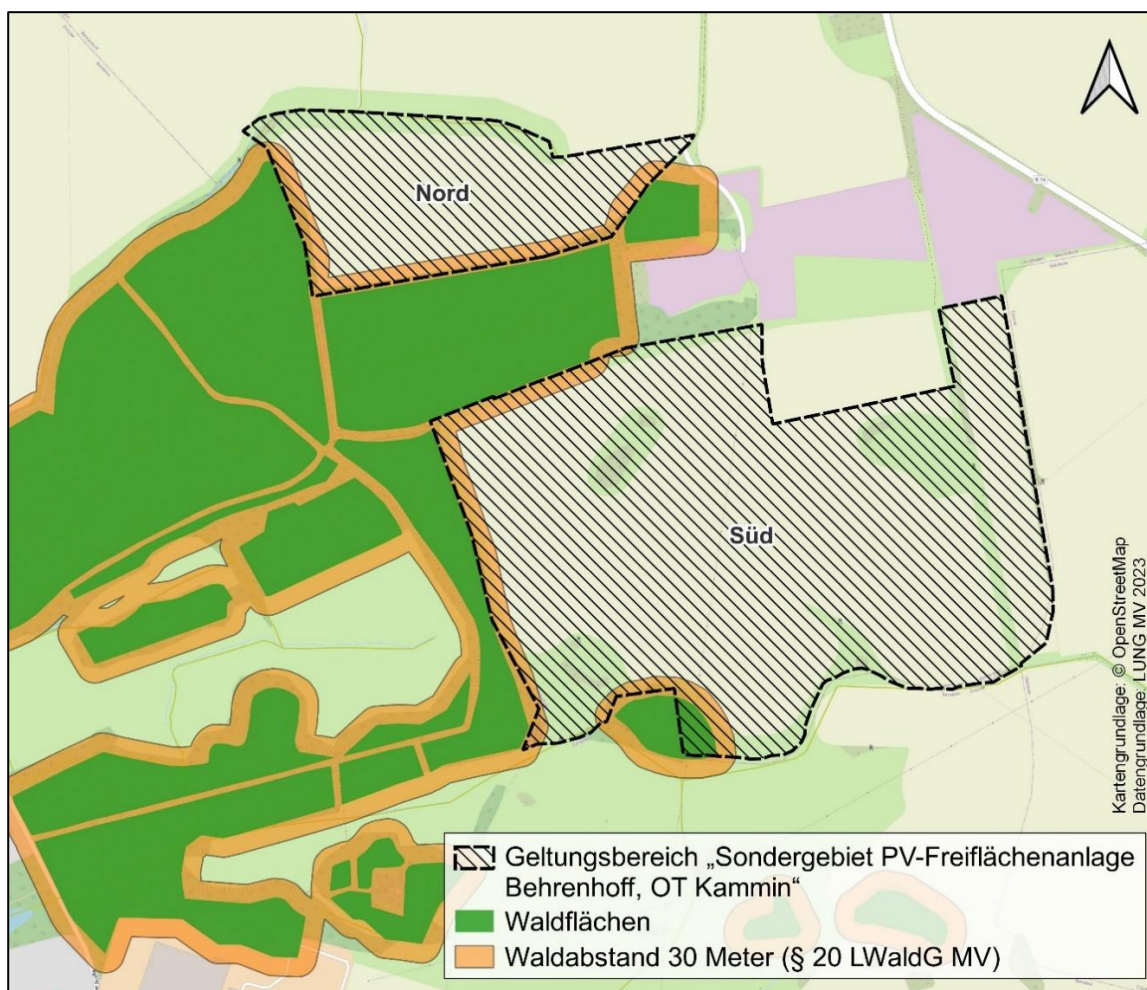 Nord
K 14
Süd
Kartengrundlage: © OpenStreetMap
Datengrundlage: LUNG MV 2023
Geltungsbereich „Sondergebiet PV-Freiflächenanlage
Behrenhoff, OT Kammin“
Waldflächen
Waldabstand 30 Meter (§ 20 LWaldG MV)